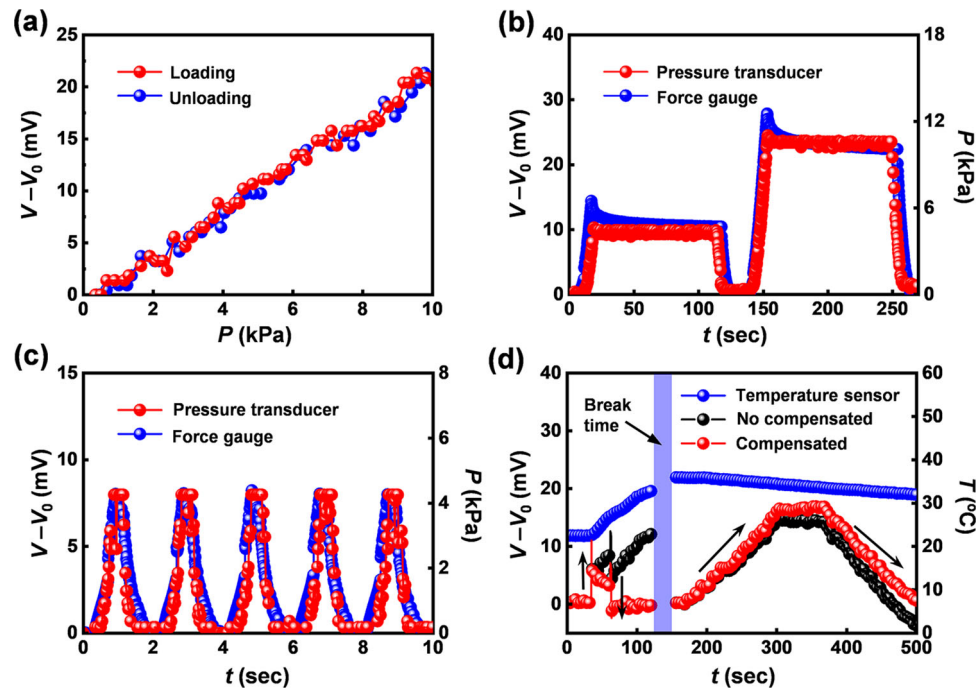 (a)
25
20
15
10
5
0
V–V0 (mV)
Loading
Unloading
0 2 4 6 8 10
P (kPa)
(b)
40
30
20
10
0
V–V0 (mV)
Pressure transducer
Force gauge
18
12
6
0
P (kPa)
0 50 100 150 200 250
t (sec)
(c)
15
10
5
0
V–V0 (mV)
Pressure transducer
Force gauge
8
6
4
2
0
P (kPa)
0 2 4 6 8 10
t (sec)
(d)
40
30
20
10
0
V–V0 (mV)
Break
time
Temperature sensor
No compensated
Compensated
60
50
40
30
20
10
0
T (°C)
0 100 200 300 400 500
t (sec)